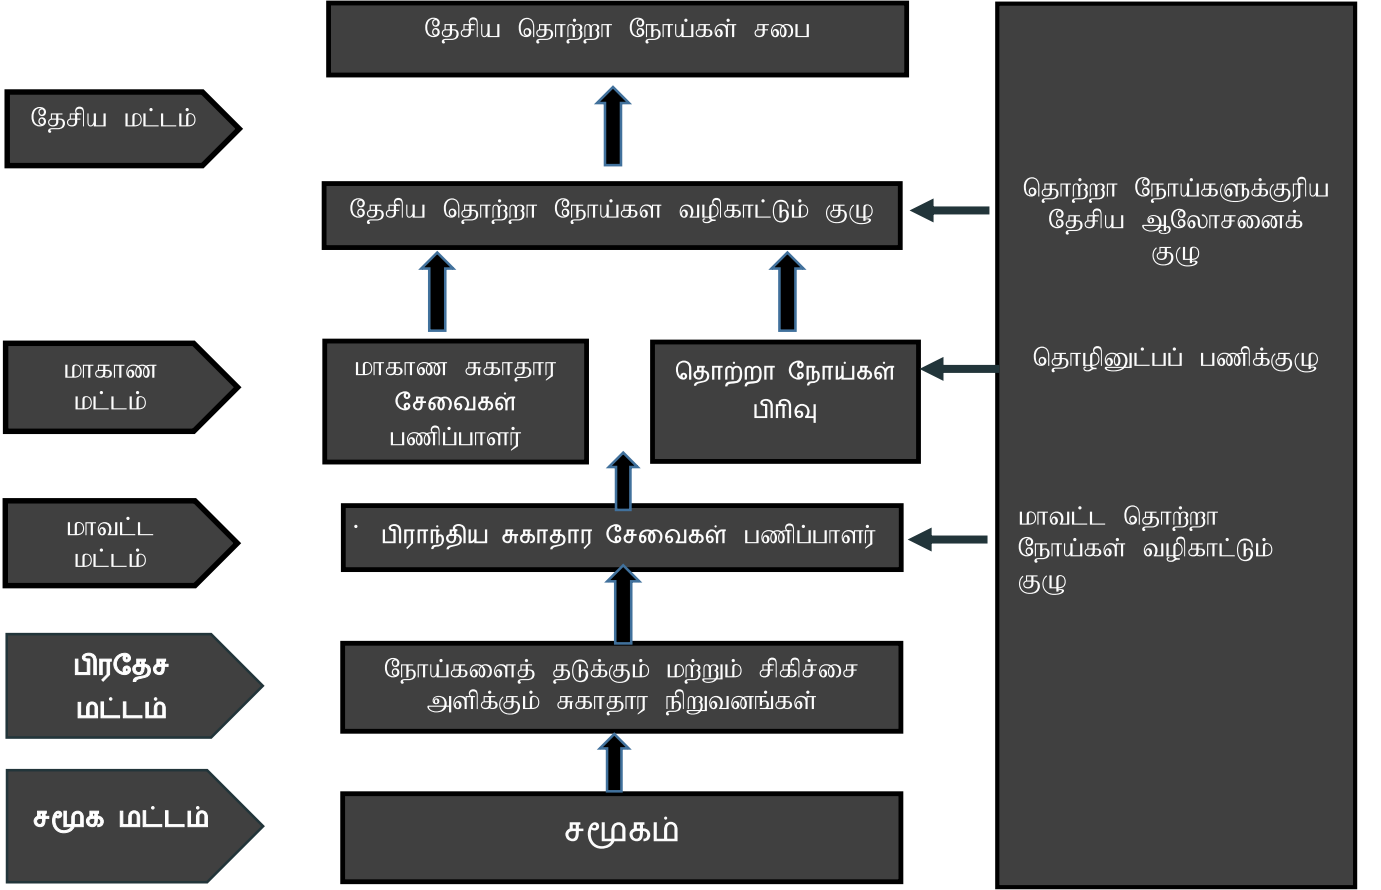 தேசிய தொற்றா நோய்கள் சபை
தேசிய மட்டம்
தேசிய தொற்றா நோய்கள வழிகாட்டும் குழு
தொற்றா நோய்களுக்குரிய
தேசிய ஆலோசனைக்
குழு
மாகாண
மட்டம்
மாகாண சுகாதார
சேவைகள்
பணிப்பாளர்
தொற்றா நோய்கள்
பிரிவு
தொழினுட்பப் பணிக்குழு
மாவட்ட
மட்டம்
பிராந்திய சுகாதார சேவைகள் பணிப்பாளர்
மாவட்ட தொற்றா
நோய்கள் வழிகாட்டும்
குழு
பிரதேச
மட்டம்
நோய்களைத் தடுக்கும் மற்றும் சிகிச்சை
அளிக்கும் சுகாதார நிறுவனங்கள்
சமூக மட்டம்
சமூகம்